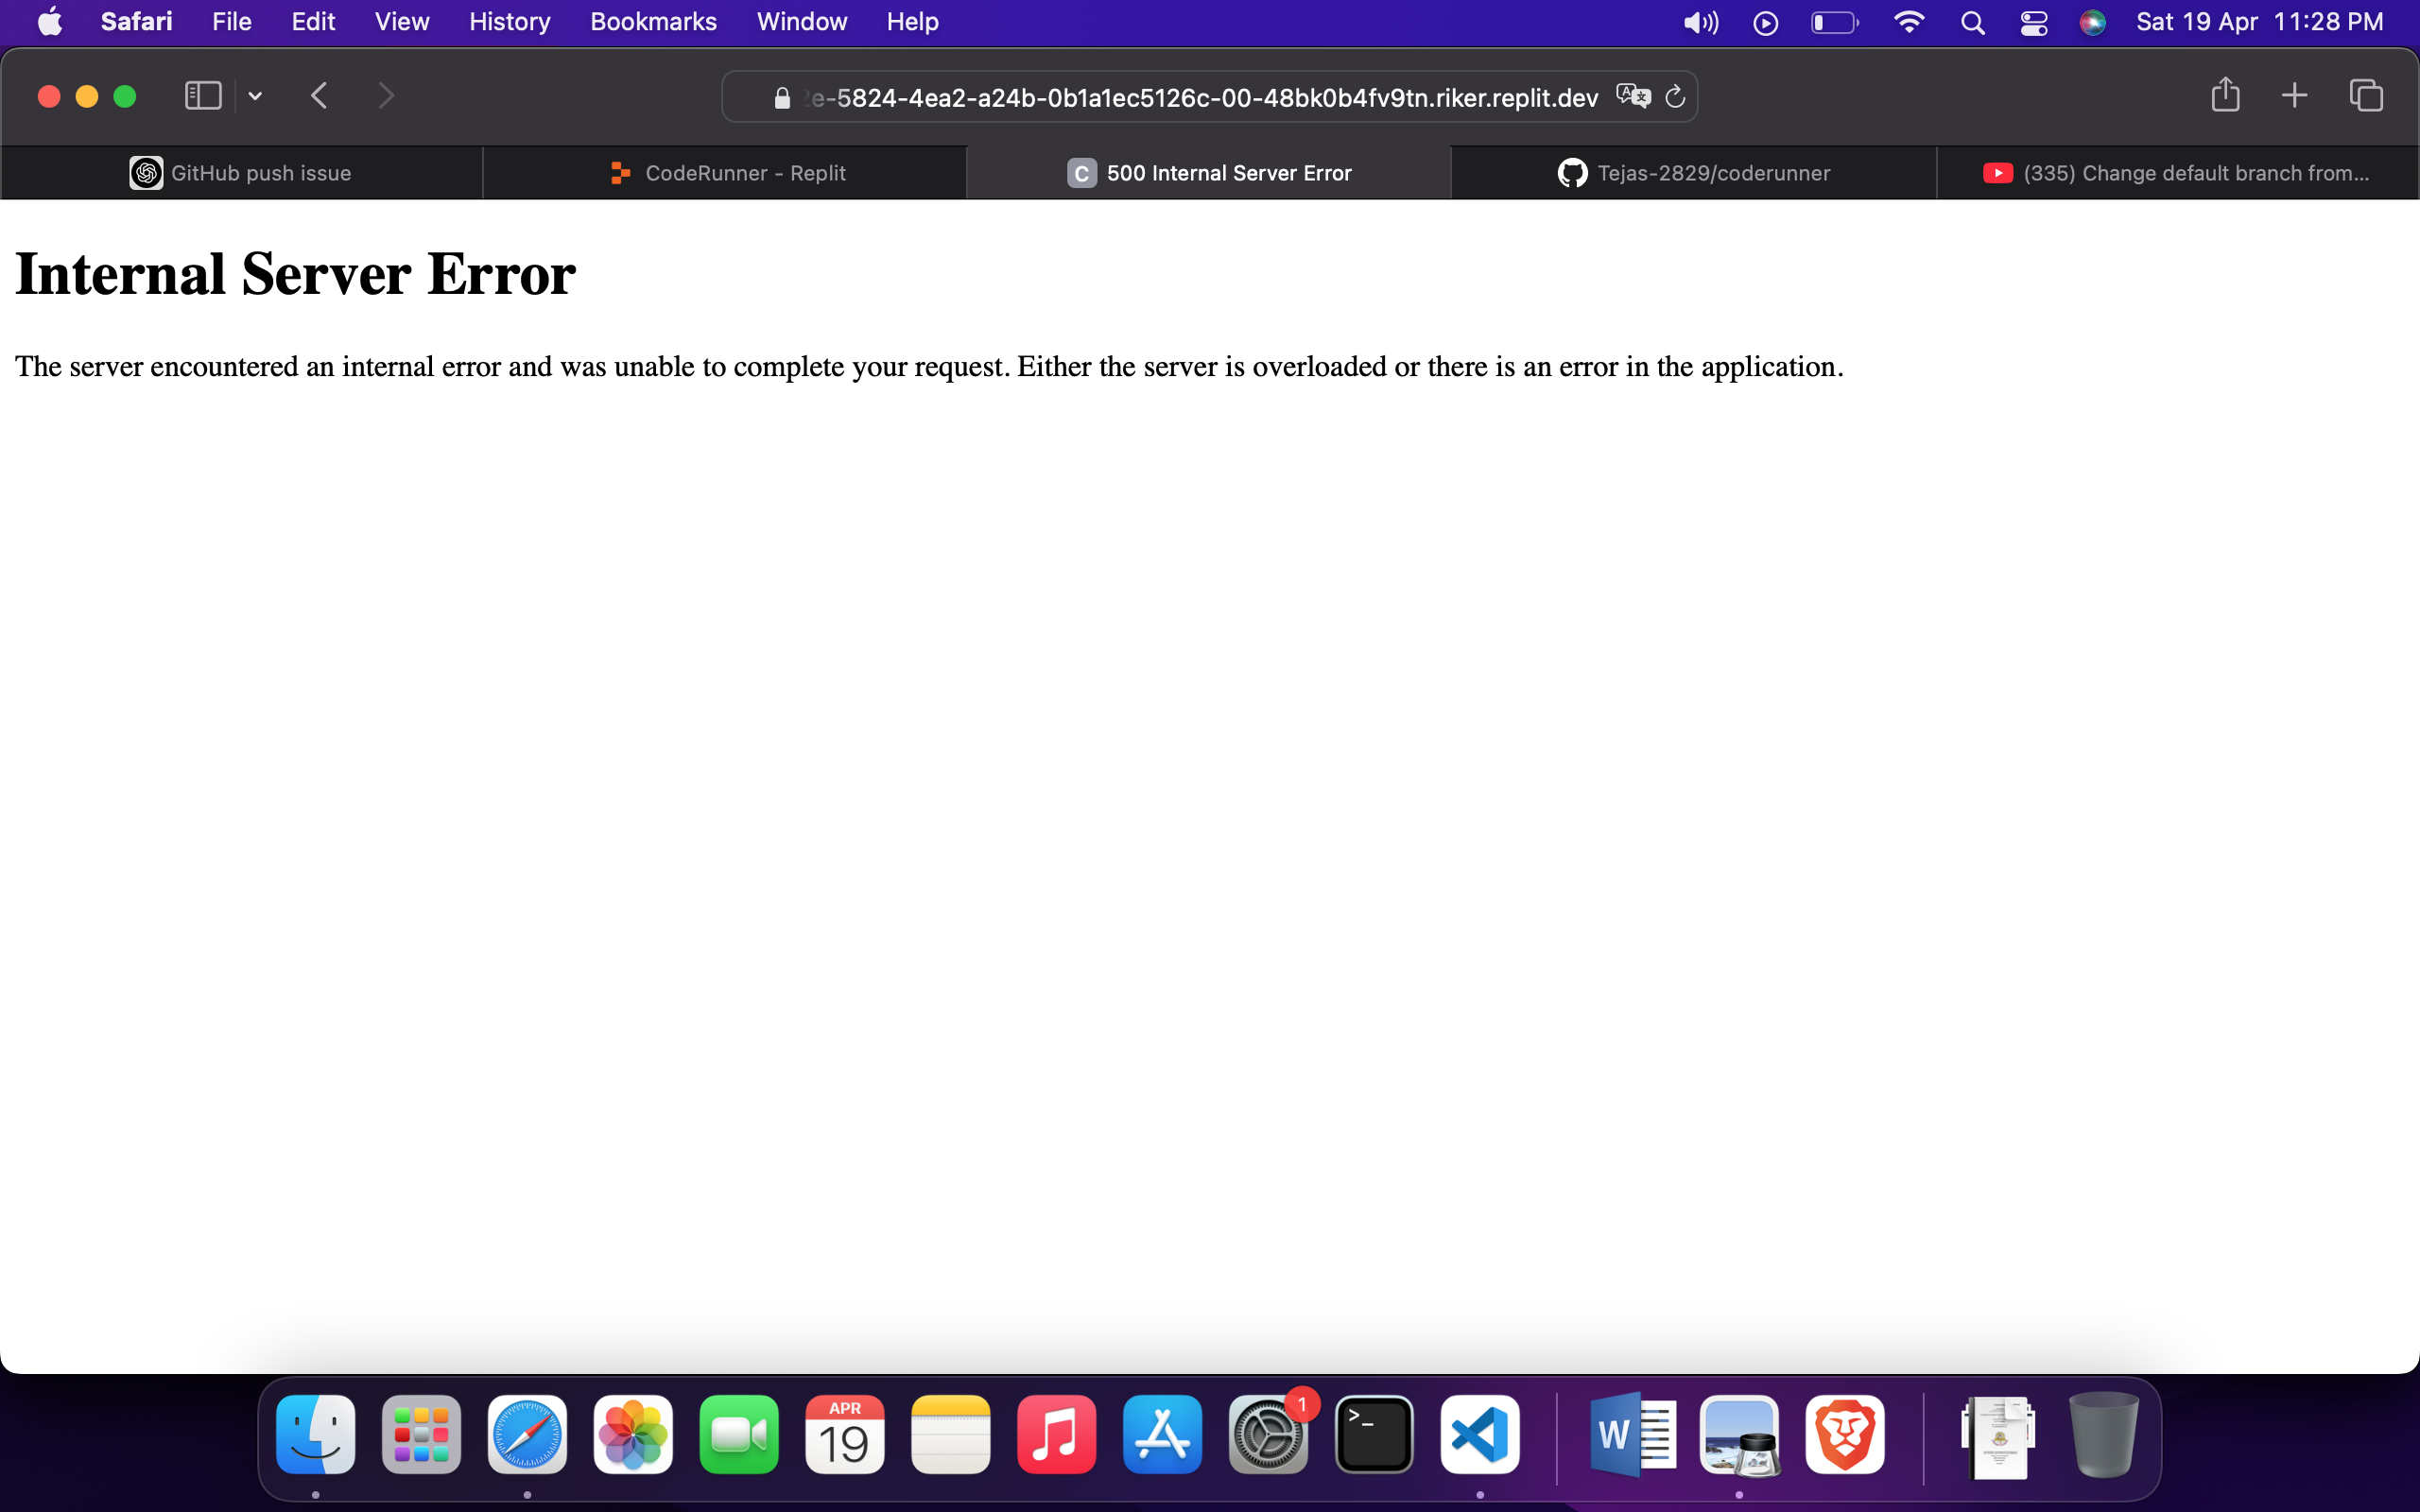 Safari File Edit View History Bookmarks Window Help Sat 19 Apr 11:28 PM
e-5824-4ea2-a24b-0b1a1ec5126c-00-48bk0b4fv9tn.riker.replit.dev
GitHub push issue CodeRunner - Replit C 500 Internal Server Error Tejas-2829/coderunner (335) Change default branch from...
Internal Server Error
The server encountered an internal error and was unable to complete your request. Either the server is overloaded or there is an error in the application.
APR
19
1
>_
W